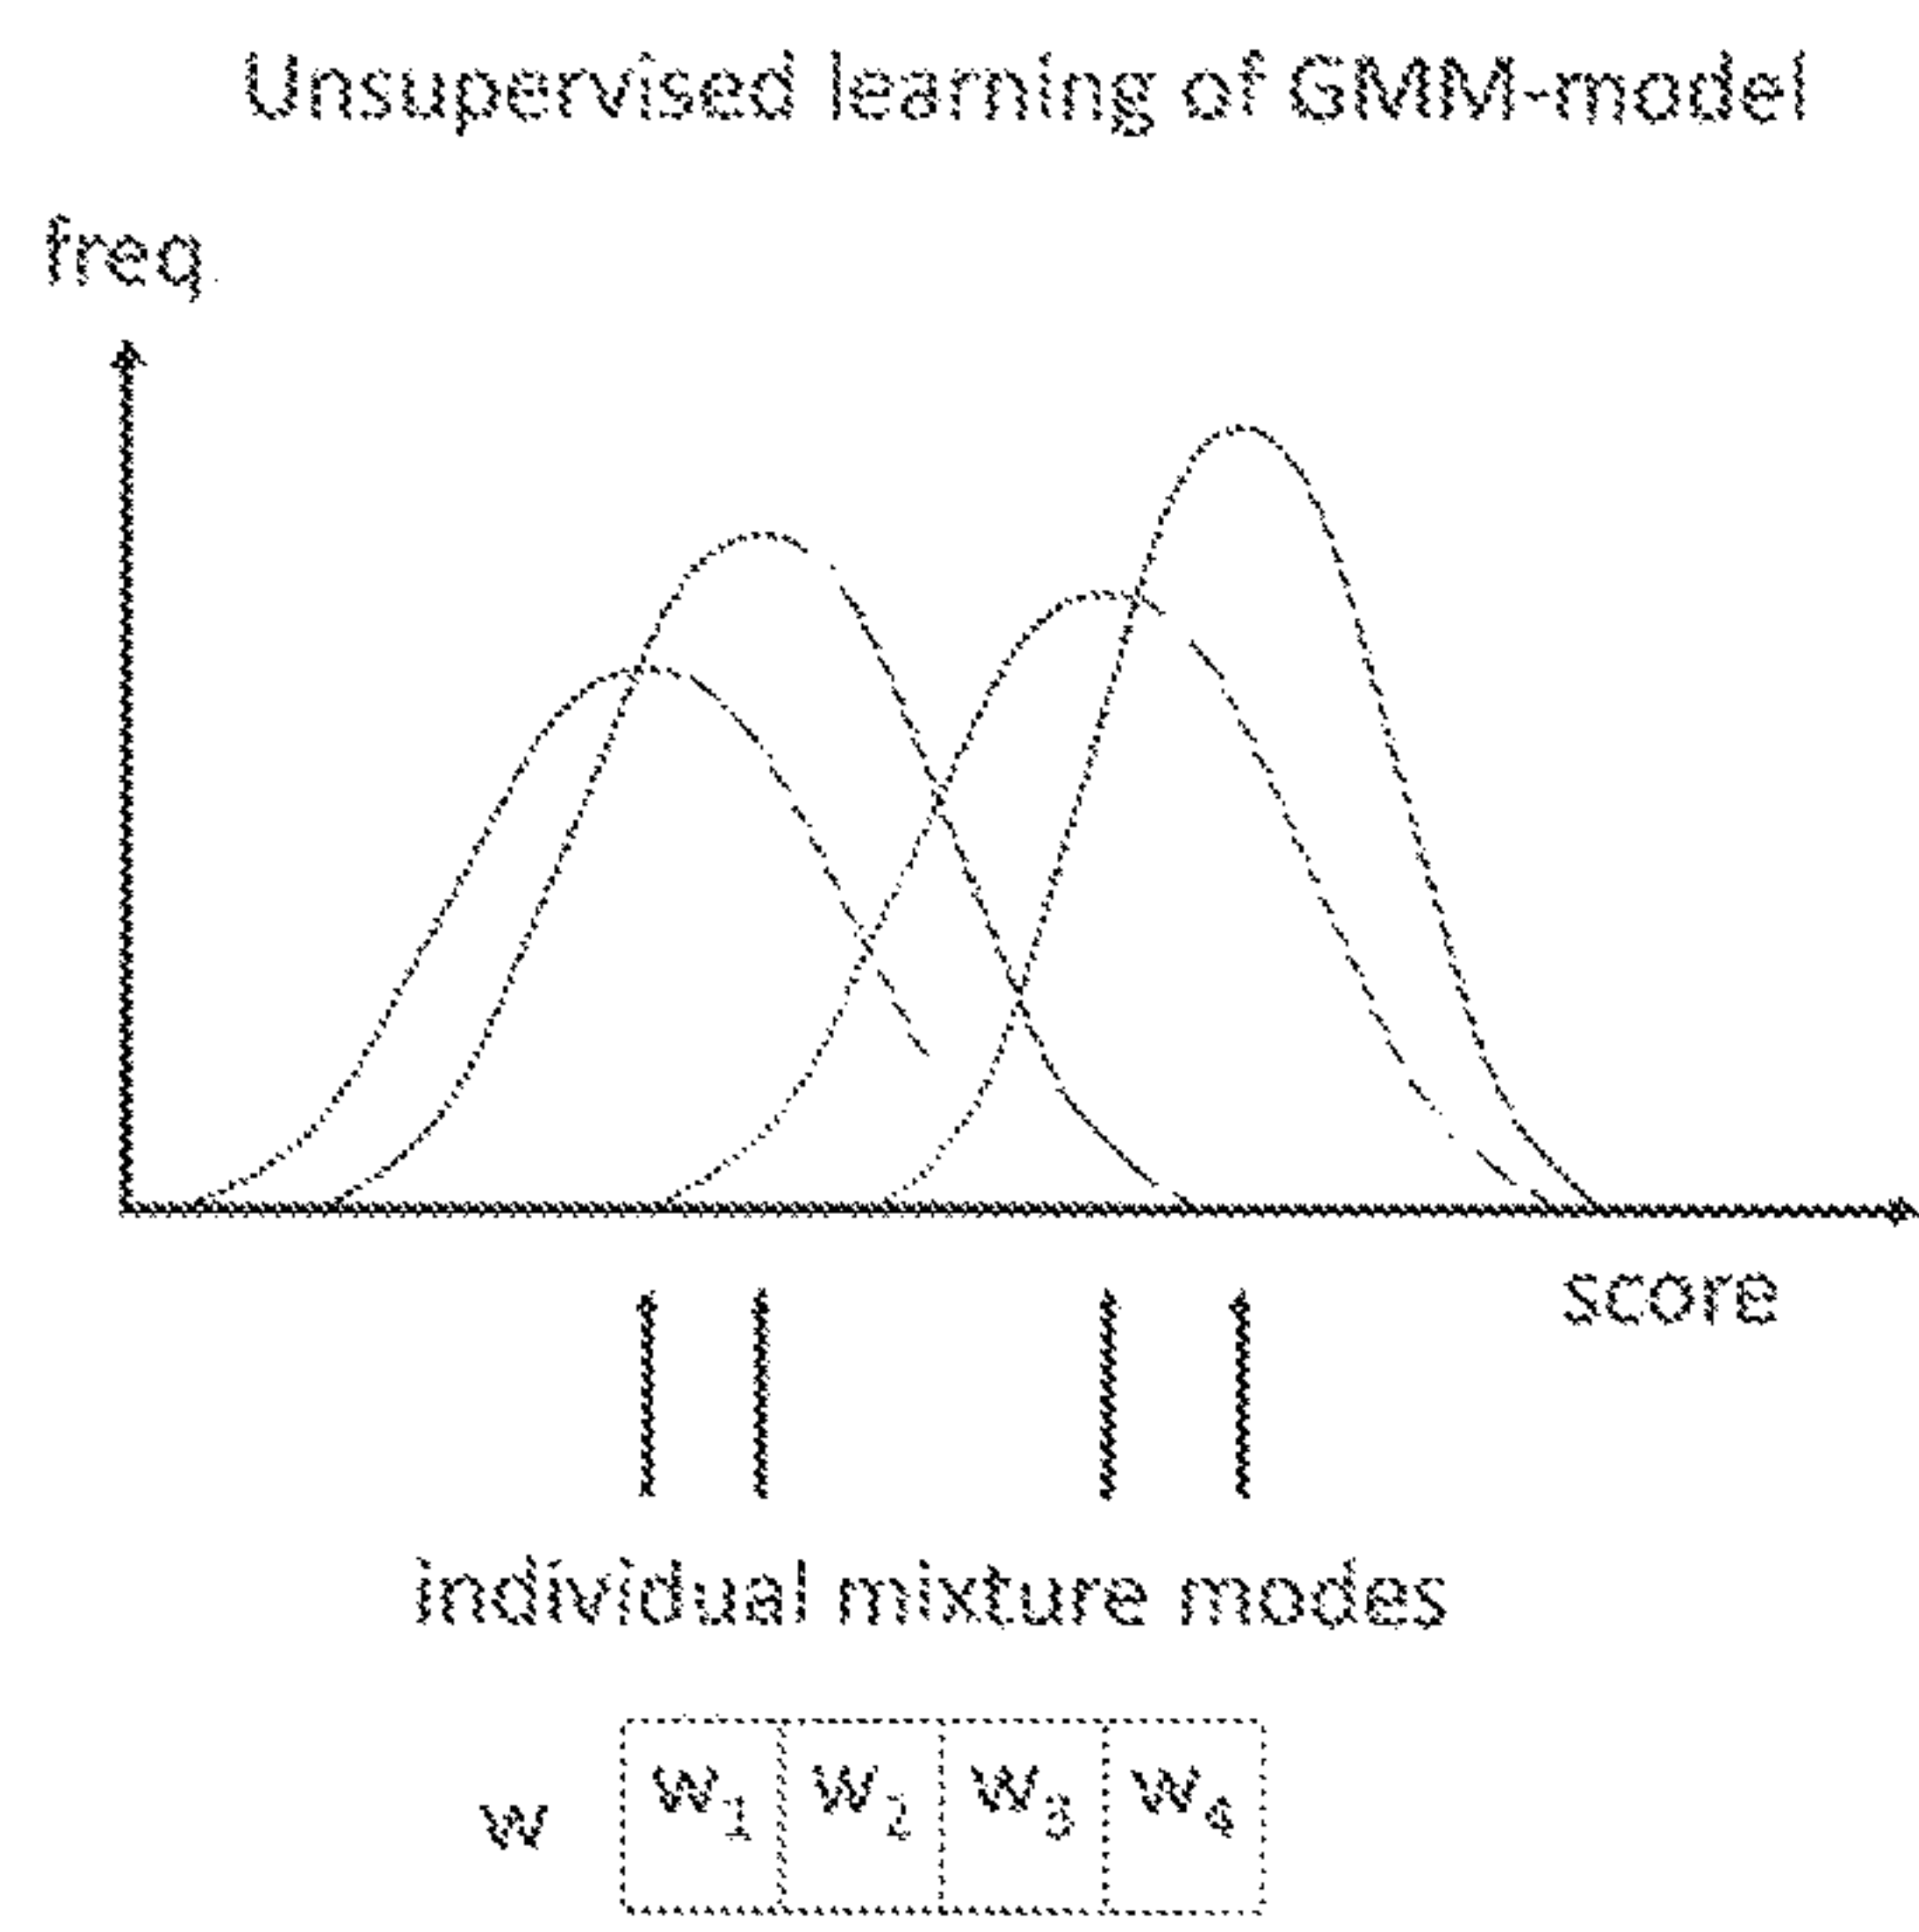 Unsupervised learning of GMM-model
freq.
score
individual mixture modes
w w1 w2 w3 w4